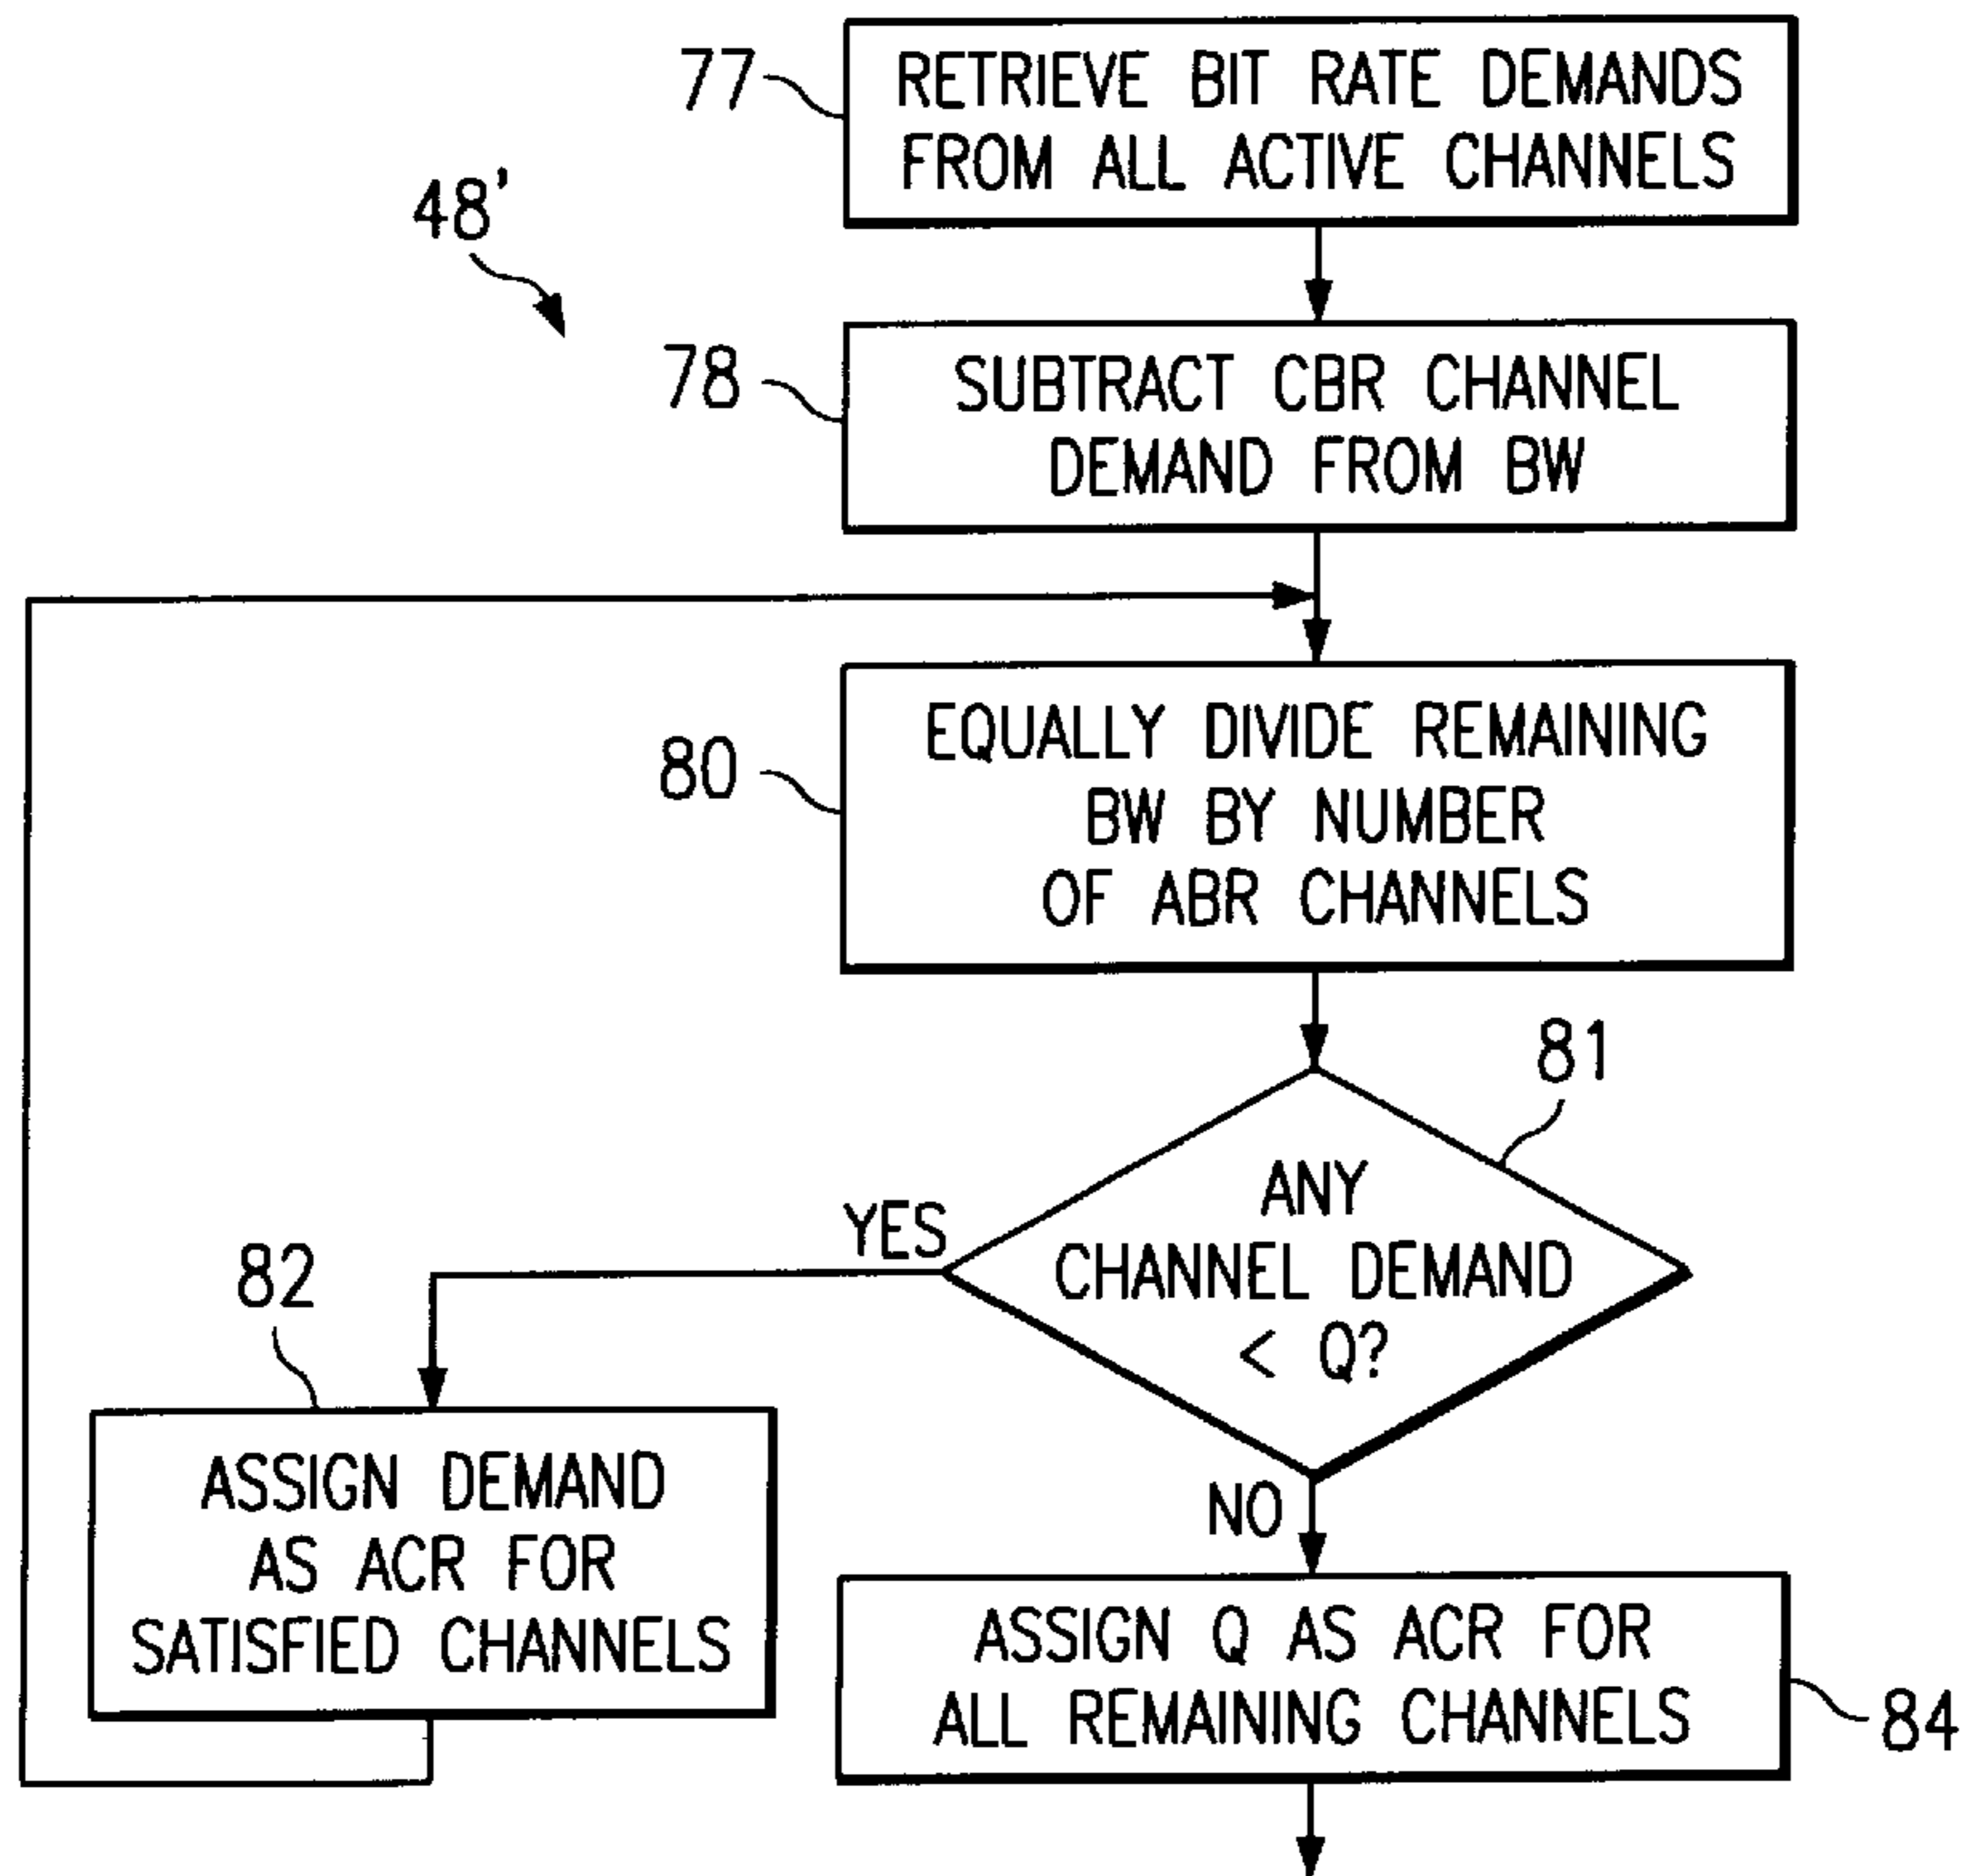 77
RETRIEVE BIT RATE DEMANDS
FROM ALL ACTIVE CHANNELS
48'
78
SUBTRACT CBR CHANNEL
DEMAND FROM BW
80
EQUALLY DIVIDE REMAINING
BW BY NUMBER
OF ABR CHANNELS
81
ANY
CHANNEL DEMAND
< Q?
YES
82
ASSIGN DEMAND
AS ACR FOR
SATISFIED CHANNELS
NO
ASSIGN Q AS ACR FOR
ALL REMAINING CHANNELS
84